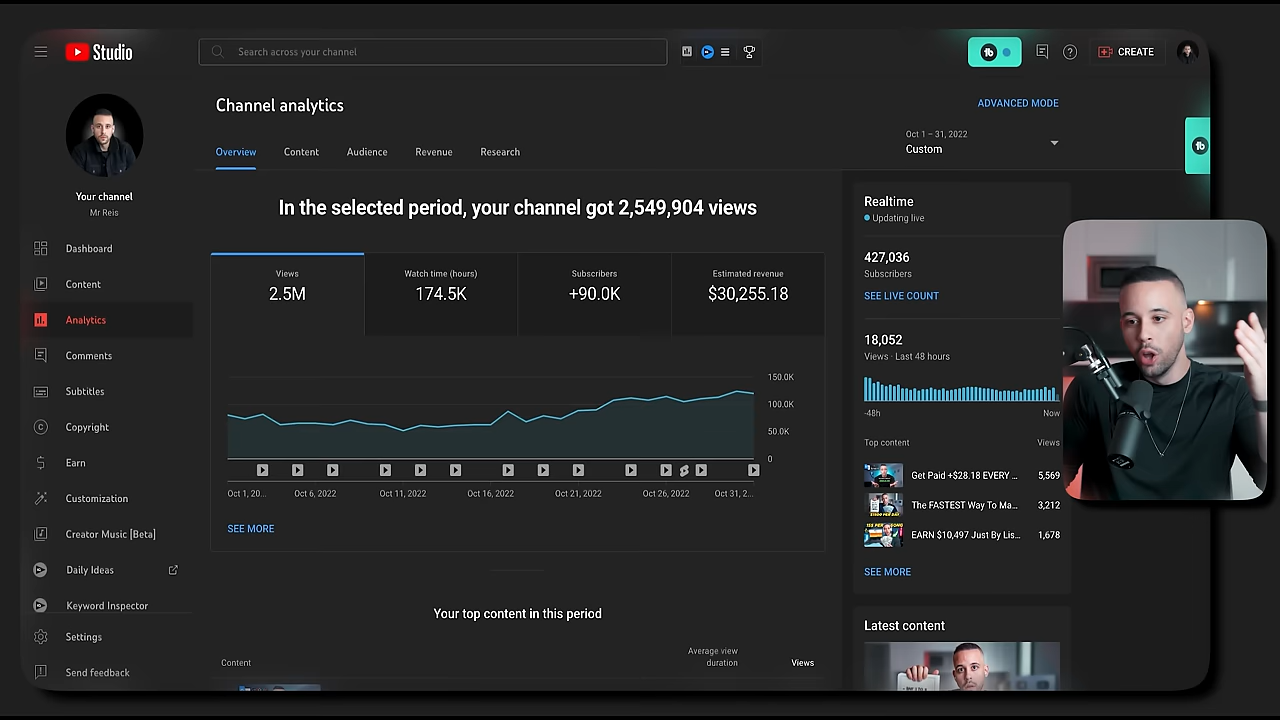 Studio
Search across your channel
CREATE
Channel analytics
ADVANCED MODE
Oct 1 – 31, 2022
Custom
Overview
Content
Audience
Revenue
Research
Your channel
Mr Reis
Dashboard
Content
Analytics
Comments
Subtitles
Copyright
Earn
Customization
Creator Music [Beta]
Daily Ideas
Keyword Inspector
Settings
Send feedback
In the selected period, your channel got 2,549,904 views
Views
2.5M
Watch time (hours)
174.5K
Subscribers
+90.0K
Estimated revenue
$30,255.18
150.0K
100.0K
50.0K
0
Oct 1, 20...
Oct 6, 2022
Oct 11, 2022
Oct 16, 2022
Oct 21, 2022
Oct 26, 2022
Oct 31, 2...
SEE MORE
Your top content in this period
Content
Average view
duration
Views
Realtime
Updating live
427,036
Subscribers
SEE LIVE COUNT
18,052
Views · Last 48 hours
-48h
Now
Top content
Views
Get Paid +$28.18 EVERY ...
5,569
The FASTEST Way To Ma...
3,212
EARN $10,497 Just By Lis...
1,678
SEE MORE
Latest content